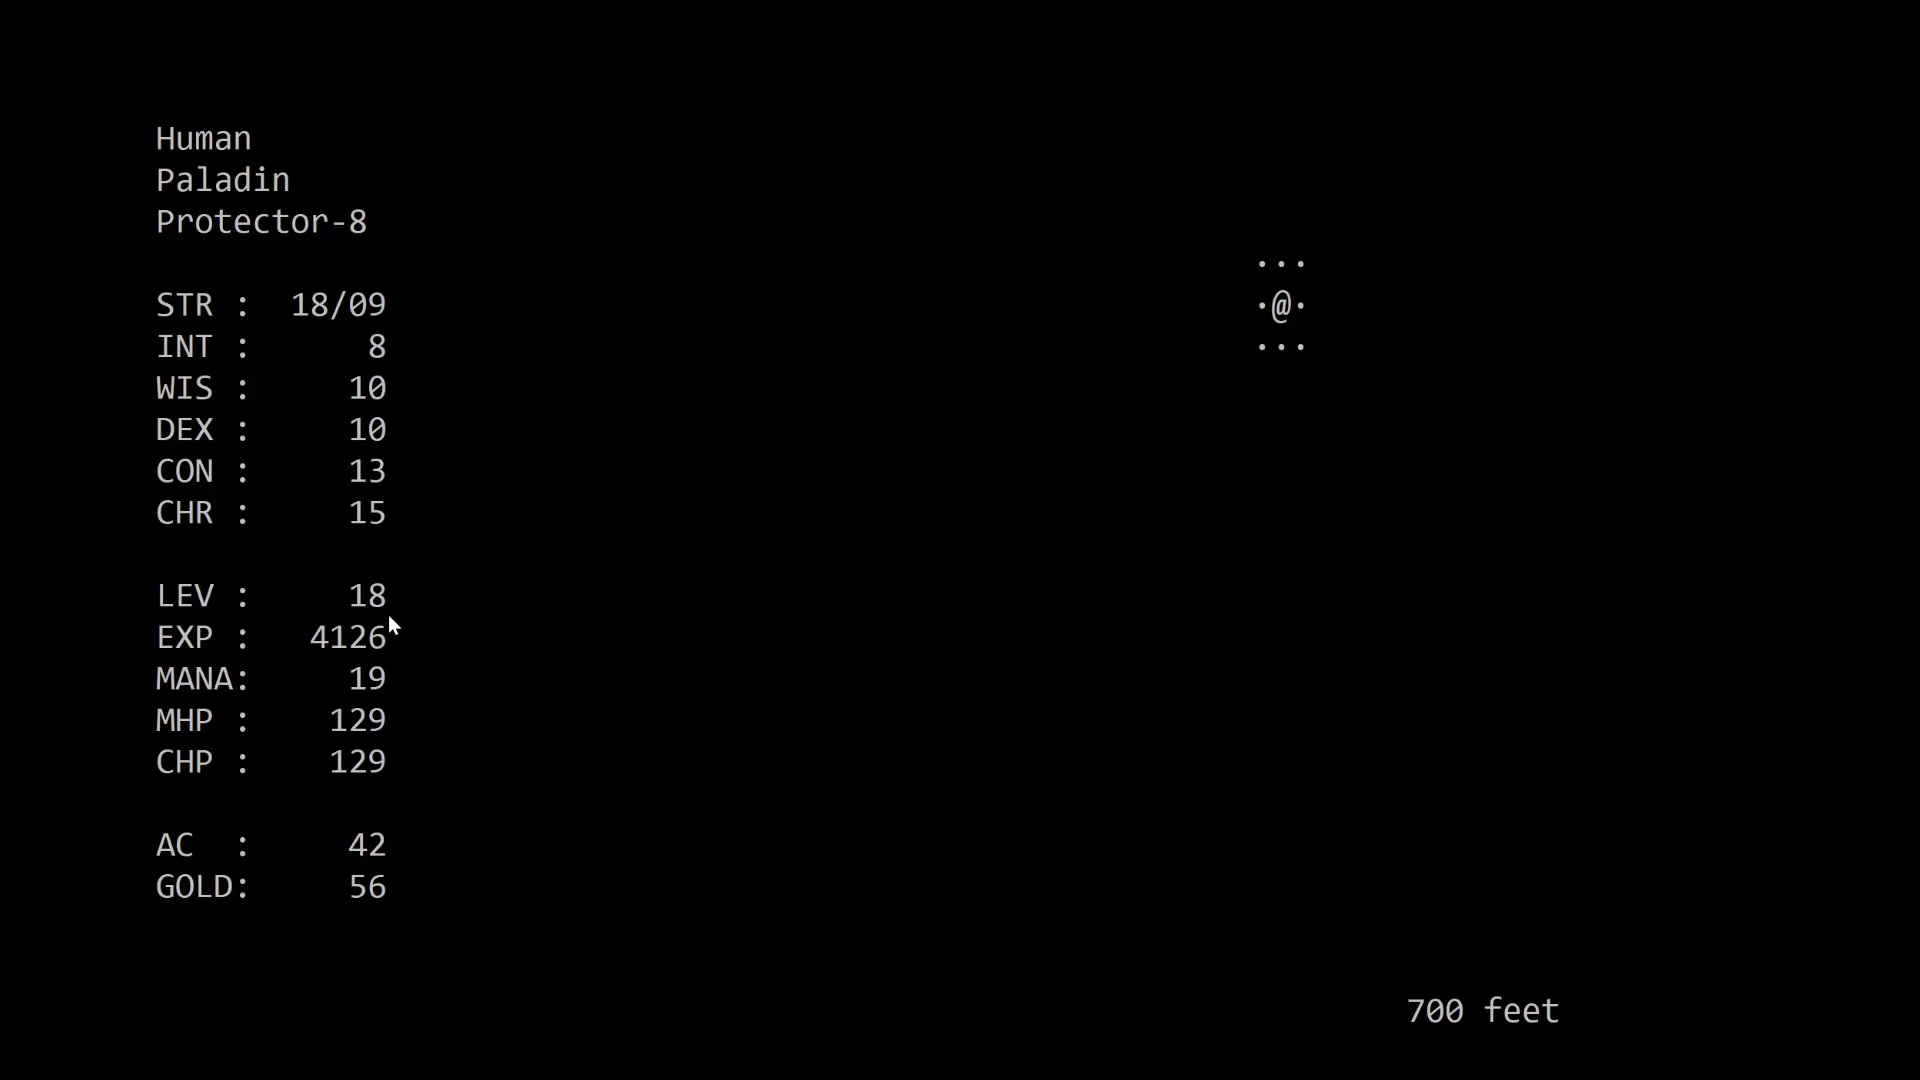 Human
Paladin
Protector-8
STR : 18/09
INT : 8
WIS : 10
DEX : 10
CON : 13
CHR : 15
LEV : 18
EXP : 4126
MANA: 19
MHP : 129
CHP : 129
AC : 42
GOLD: 56
...
·@·
...
700 feet